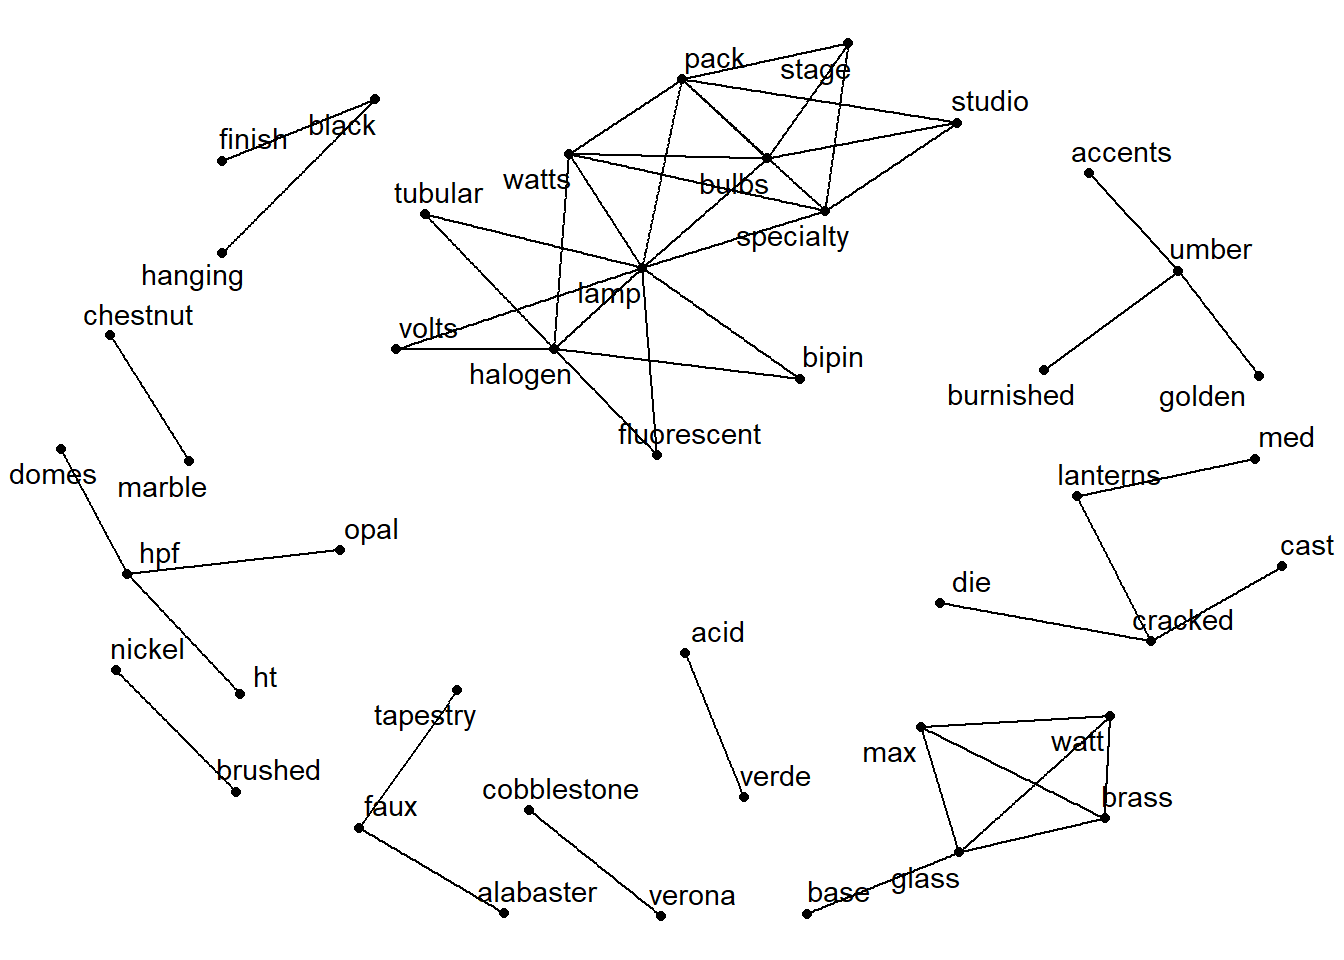 pack
stage
studio
black
finish
accents
watts
bulbs
tubular
specialty
umber
hanging
lamp
chestnut
volts
bipin
halogen
burnished
golden
fluorescent
med
domes
marble
lanterns
opal
hpf
cast
die
cracked
acid
nickel
ht
tapestry
watt
max
brushed
verde
cobblestone
brass
faux
glass
alabaster
verona
base